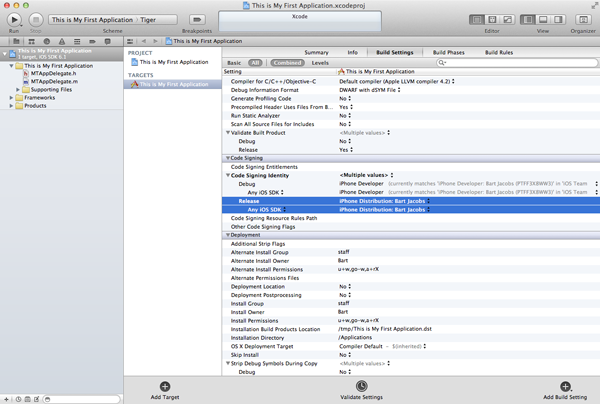 This is My First Application.xcodeproj
This is My First Application Tiger
Xcode
Run Stop Scheme Breakpoints Editor View Organizer
This is My First Application
This is My First Application
1 target, iOS SDK 6.1
This is My First Application
MTAppDelegate.h
MTAppDelegate.m
Supporting Files
Frameworks
Products
PROJECT
This is My First Application
TARGETS
This is My First Application
Summary Info Build Settings Build Phases Build Rules
Basic All Combined Levels
Setting This is My First Application
Compiler for C/C++/Objective-C Default compiler (Apple LLVM compiler 4.2)
Debug Information Format DWARF with dSYM File
Generate Profiling Code No
Precompiled Header Uses Files From B... Yes
Run Static Analyzer No
Scan All Source Files for Includes No
Validate Built Product <Multiple values>
Debug No
Release Yes
Code Signing
Code Signing Entitlements
Code Signing Identity <Multiple values>
Debug iPhone Developer (currently matches 'iPhone Developer: Bart Jacobs (PTFF3X8WW3)' in 'iOS Team
Any iOS SDK iPhone Developer (currently matches 'iPhone Developer: Bart Jacobs (PTFF3X8WW3)' in 'iOS Team
Release iPhone Distribution: Bart Jacobs
Any iOS SDK iPhone Distribution: Bart Jacobs
Code Signing Resource Rules Path
Other Code Signing Flags
Deployment
Additional Strip Flags
Alternate Install Group staff
Alternate Install Owner Bart
Alternate Install Permissions u+w,go-w,a+rX
Alternate Permissions Files
Deployment Location No
Deployment Postprocessing No
Install Group staff
Install Owner Bart
Install Permissions u+w,go-w,a+rX
Installation Build Products Location /tmp/This is My First Application.dst
Installation Directory /Applications
OS X Deployment Target Compiler Default - $(inherited)
Skip Install No
Strip Debug Symbols During Copy <Multiple values>
Debug No
Add Target Validate Settings Add Build Setting